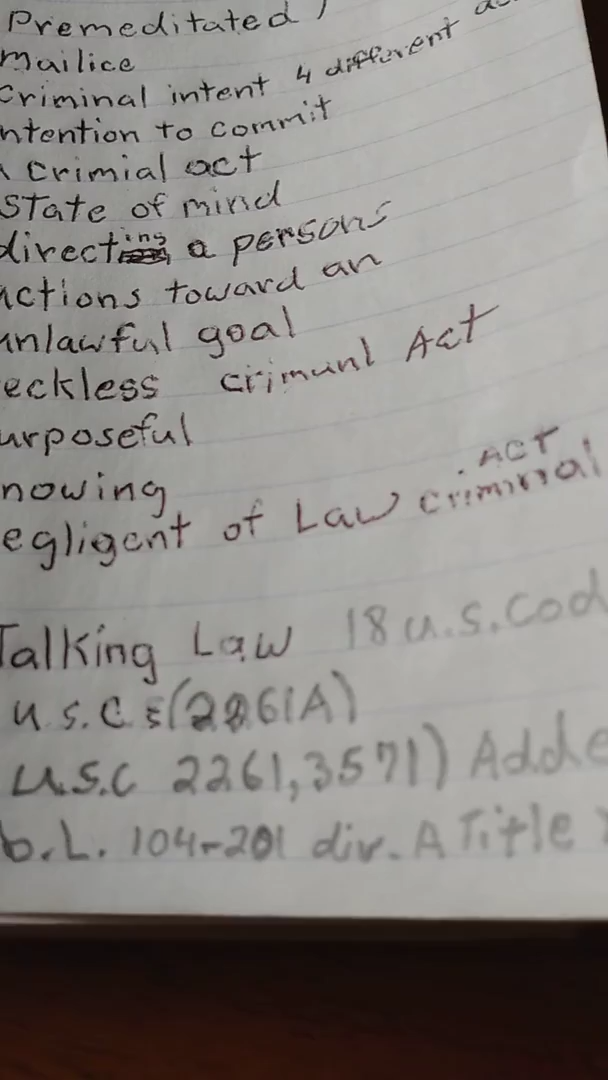 Premeditated
Mailice
criminal intent 4 different
ntention to commit
crimial act
State of mind
directing a persons
actions toward an
unlawful goal
eckless crimunl Act
urposeful
nowing
egligent of Law criminal ACT
Talking Law 18 u.s.cod
u.s.c (2261A)
u.s.c 2261,3571) Adde
b.L. 104-201 div. A Title